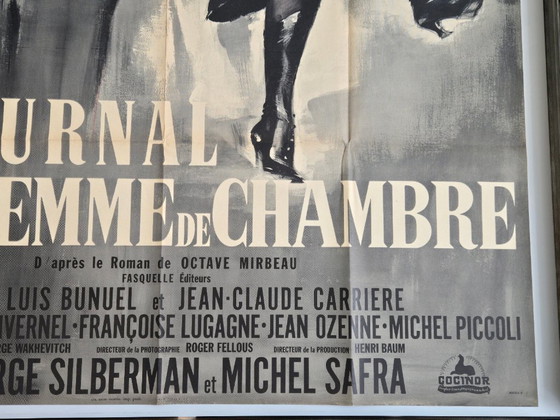 URNAL
EMME DE CHAMBRE
D'après le Roman de OCTAVE MIRBEAU
FASQUELLE Éditeurs
LUIS BUNUEL et JEAN-CLAUDE CARRIERE
IVERNEL·FRANÇOISE LUGAGNE·JEAN OZENNE·MICHEL PICCOLI
RGE WAKHEVITCH DIRECTEUR de la PHOTOGRAPHIE ROGER FELLOUS DIRECTEUR de la PRODUCTION HENRI BAUM
RGE SILBERMAN et MICHEL SAFRA
COCINOR